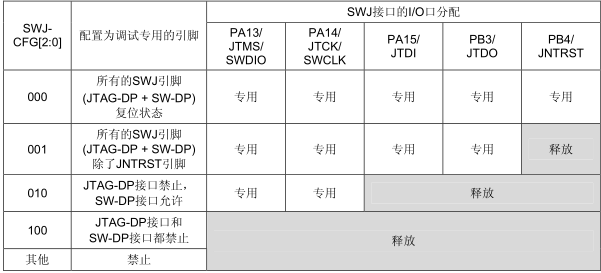 SWJ-
CFG[2:0]
配置为调试专用的引脚
SWJ接口的I/O口分配
PA13/
JTMS/
SWDIO
PA14/
JTCK/
SWCLK
PA15/
JTDI
PB3/
JTDO
PB4/
JNTRST
000
所有的SWJ引脚
(JTAG-DP + SW-DP)
复位状态
专用
专用
专用
专用
专用
001
所有的SWJ引脚
(JTAG-DP + SW-DP)
除了JNTRST引脚
专用
专用
专用
专用
释放
010
JTAG-DP接口禁止，
SW-DP接口允许
专用
专用
释放
100
JTAG-DP接口和
SW-DP接口都禁止
释放
其他
禁止